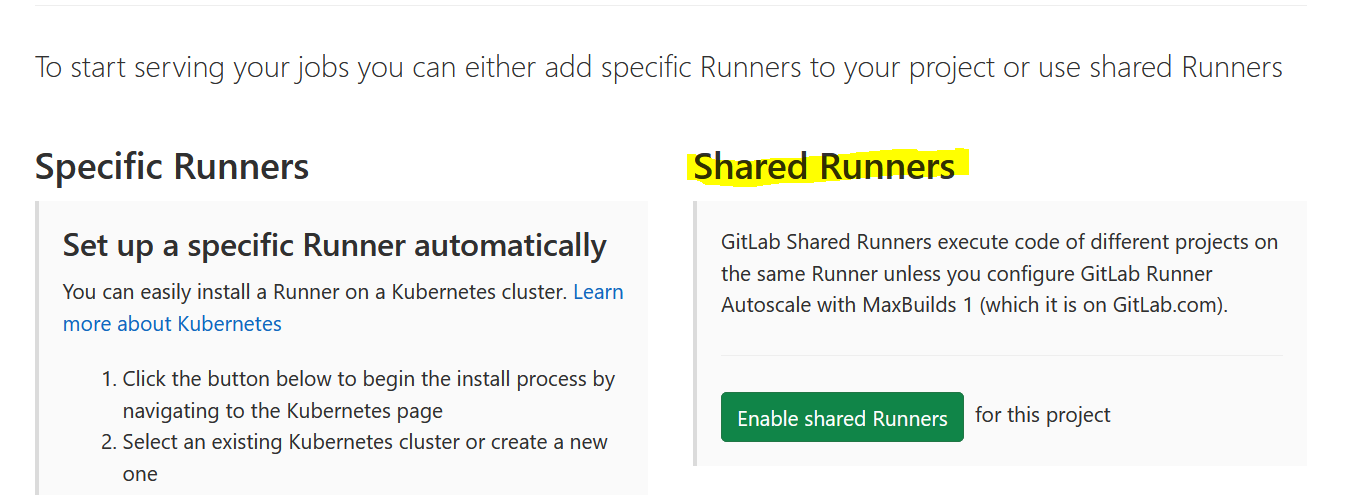 To start serving your jobs you can either add specific Runners to your project or use shared Runners
Specific Runners
Set up a specific Runner automatically
You can easily install a Runner on a Kubernetes cluster. Learn
more about Kubernetes
1. Click the button below to begin the install process by
navigating to the Kubernetes page
2. Select an existing Kubernetes cluster or create a new
one
Shared Runners
GitLab Shared Runners execute code of different projects on
the same Runner unless you configure GitLab Runner
Autoscale with MaxBuilds 1 (which it is on GitLab.com).
Enable shared Runners for this project